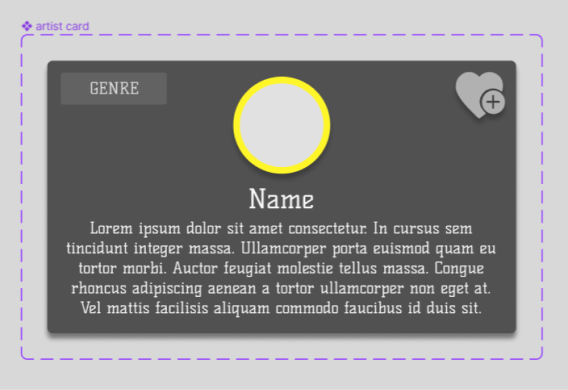 artist card
GENRE
Name
Lorem ipsum dolor sit amet consectetur. In cursus sem
tincidunt integer massa. Ullamcorper porta euismod quam eu
tortor morbi. Auctor feugiat molestie tellus massa. Congue
rhoncus adipiscing aenean a tortor ullamcorper non eget at.
Vel mattis facilisis aliquam commodo faucibus id duis sit.